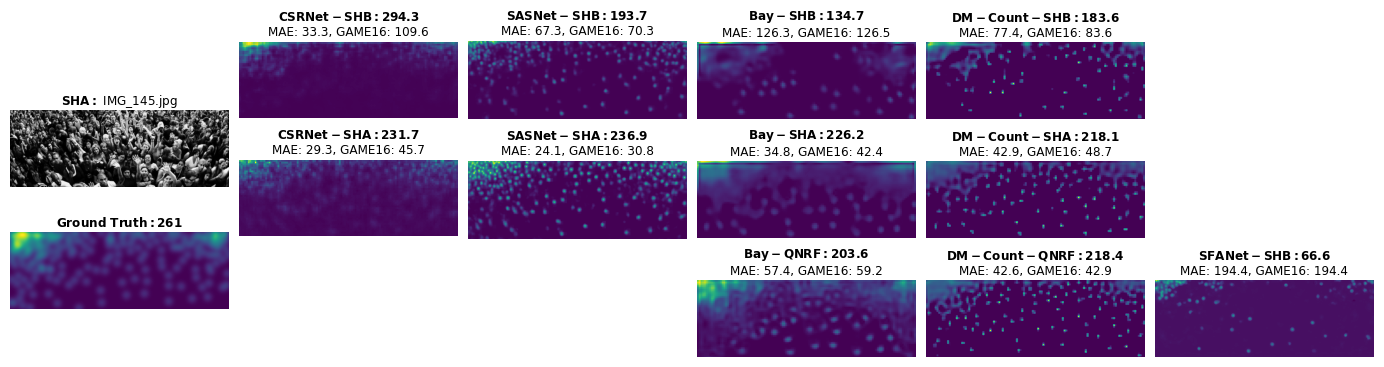 CSRNet − SHB : 294.3
MAE: 33.3, GAME16: 109.6
SASNet − SHB : 193.7
MAE: 67.3, GAME16: 70.3
Bay − SHB : 134.7
MAE: 126.3, GAME16: 126.5
DM − Count − SHB : 183.6
MAE: 77.4, GAME16: 83.6
SHA : IMG_145.jpg
CSRNet − SHA : 231.7
MAE: 29.3, GAME16: 45.7
SASNet − SHA : 236.9
MAE: 24.1, GAME16: 30.8
Bay − SHA : 226.2
MAE: 34.8, GAME16: 42.4
DM − Count − SHA : 218.1
MAE: 42.9, GAME16: 48.7
Ground Truth : 261
Bay − QNRF : 203.6
MAE: 57.4, GAME16: 59.2
DM − Count − QNRF : 218.4
MAE: 42.6, GAME16: 42.9
SFANet − SHB : 66.6
MAE: 194.4, GAME16: 194.4